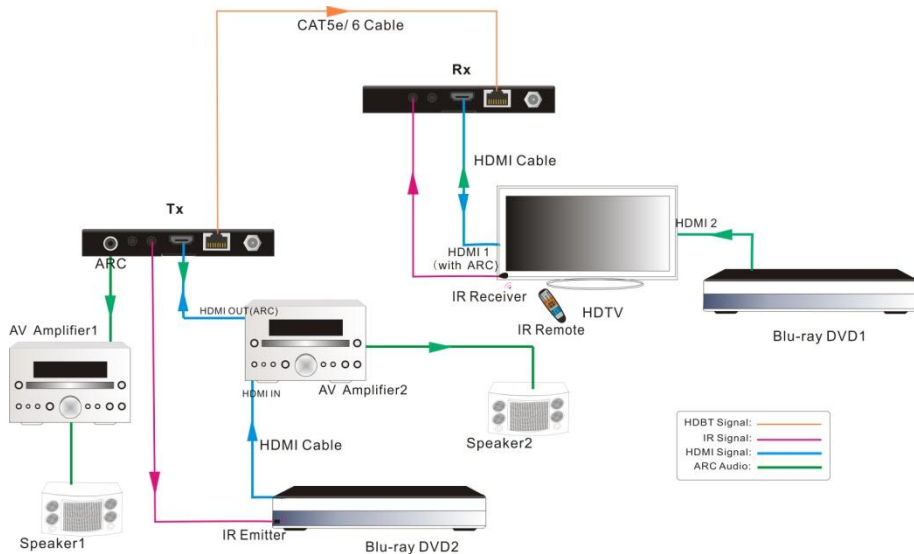 CAT5e/ 6 Cable
Rx
HDMI Cable
Tx
HDMI 2
HDMI 1
(with ARC)
ARC
IR Receiver
HDTV
IR Remote
Blu-ray DVD1
HDMI OUT(ARC)
AV Amplifier1
HDMI IN
AV Amplifier2
HDBT Signal:
IR Signal:
HDMI Signal:
ARC Audio:
HDMI Cable
Speaker2
Speaker1
IR Emitter
Blu-ray DVD2